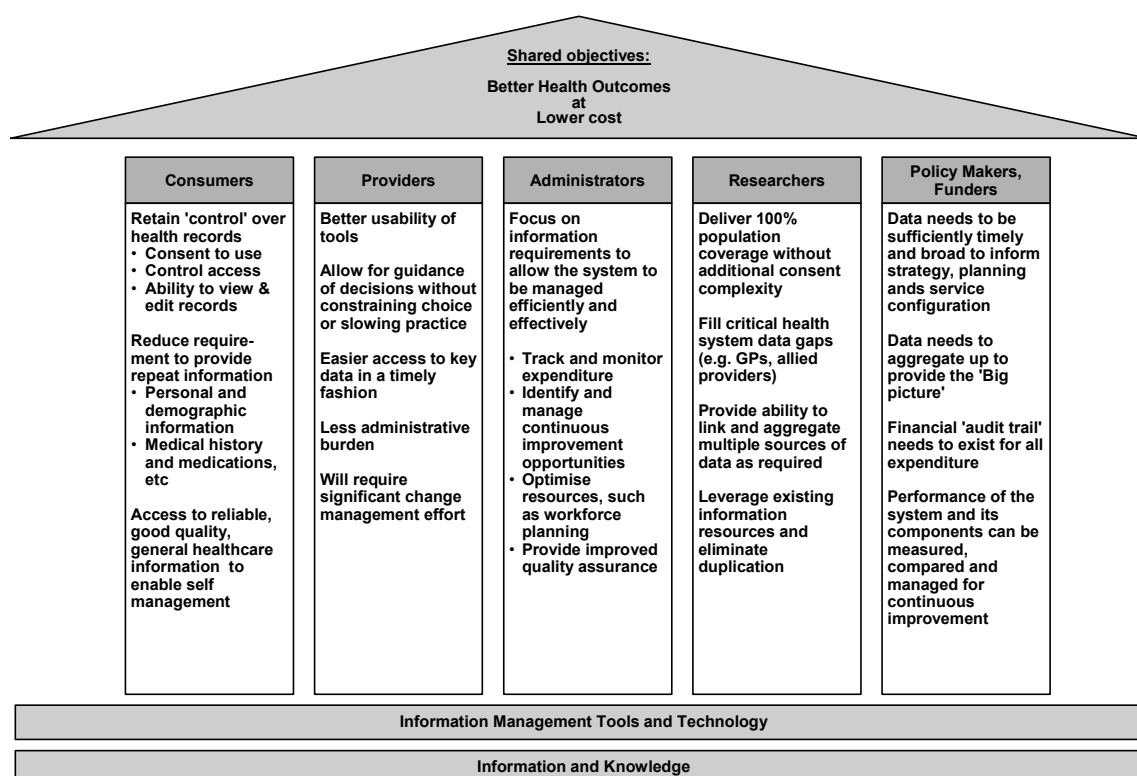 Shared objectives:
Better Health Outcomes
at
Lower cost
Consumers
Retain 'control' over
health records
• Consent to use
• Control access
• Ability to view &
edit records
Reduce require-
ment to provide
repeat information
• Personal and
demographic
information
• Medical history
and medications,
etc
Access to reliable,
good quality,
general healthcare
information to
enable self
management
Providers
Better usability of
tools
Allow for guidance
of decisions without
constraining choice
or slowing practice
Easier access to key
data in a timely
fashion
Less administrative
burden
Will require
significant change
management effort
Administrators
Focus on
information
requirements to
allow the system to
be managed
efficiently and
effectively
• Track and monitor
expenditure
• Identify and
manage
continuous
improvement
opportunities
• Optimise
resources, such
as workforce
planning
• Provide improved
quality assurance
Researchers
Deliver 100%
population
coverage without
additional consent
complexity
Fill critical health
system data gaps
(e.g. GPs, allied
providers)
Provide ability to
link and aggregate
multiple sources of
data as required
Leverage existing
information
resources and
eliminate
duplication
Policy Makers,
Funders
Data needs to be
sufficiently timely
and broad to inform
strategy, planning
ands service
configuration
Data needs to
aggregate up to
provide the 'Big
picture'
Financial 'audit trail'
needs to exist for all
expenditure
Performance of the
system and its
components can be
measured,
compared and
managed for
continuous
improvement
Information Management Tools and Technology
Information and Knowledge